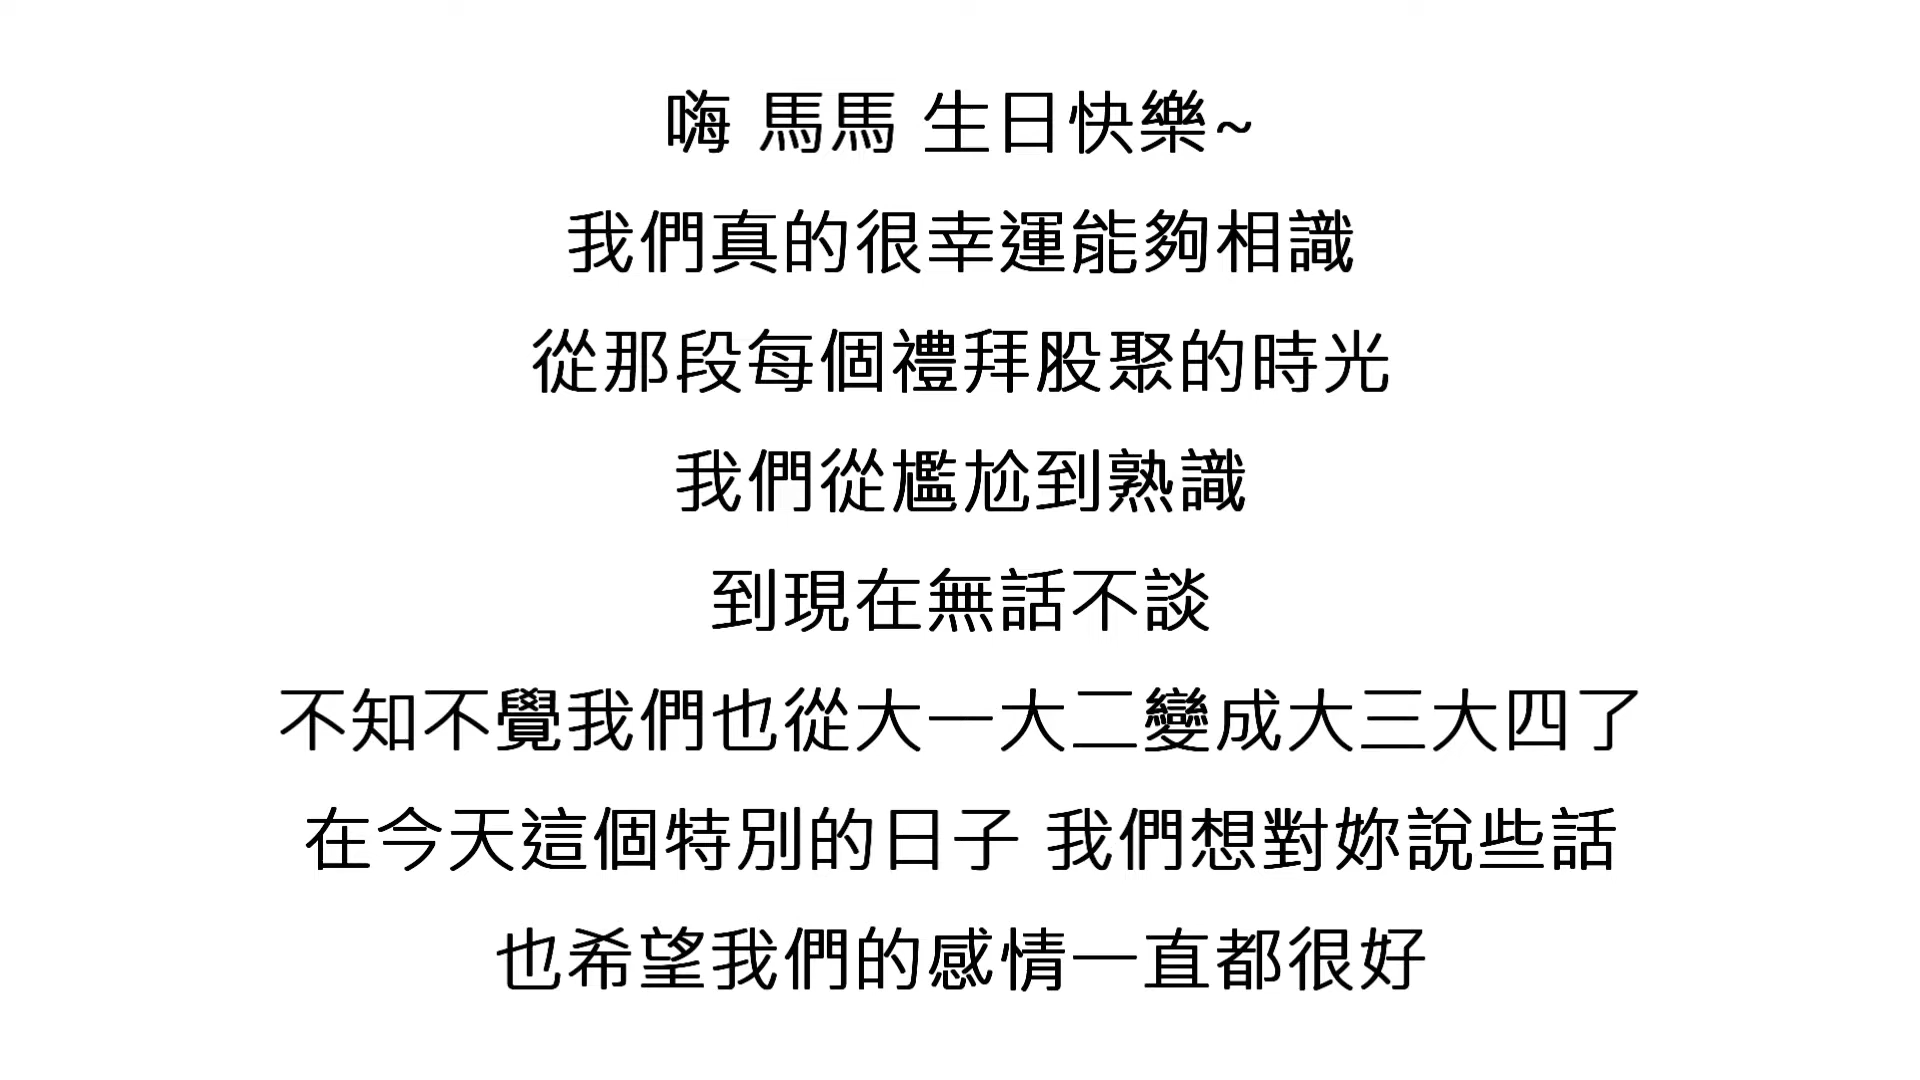 嗨 馬馬 生日快樂~
我們真的很幸運能夠相識
從那段每個禮拜股聚的時光
我們從尷尬到熟識
到現在無話不談
不知不覺我們也從大一大二變成大三大四了
在今天這個特別的日子 我們想對妳說些話
也希望我們的感情一直都很好